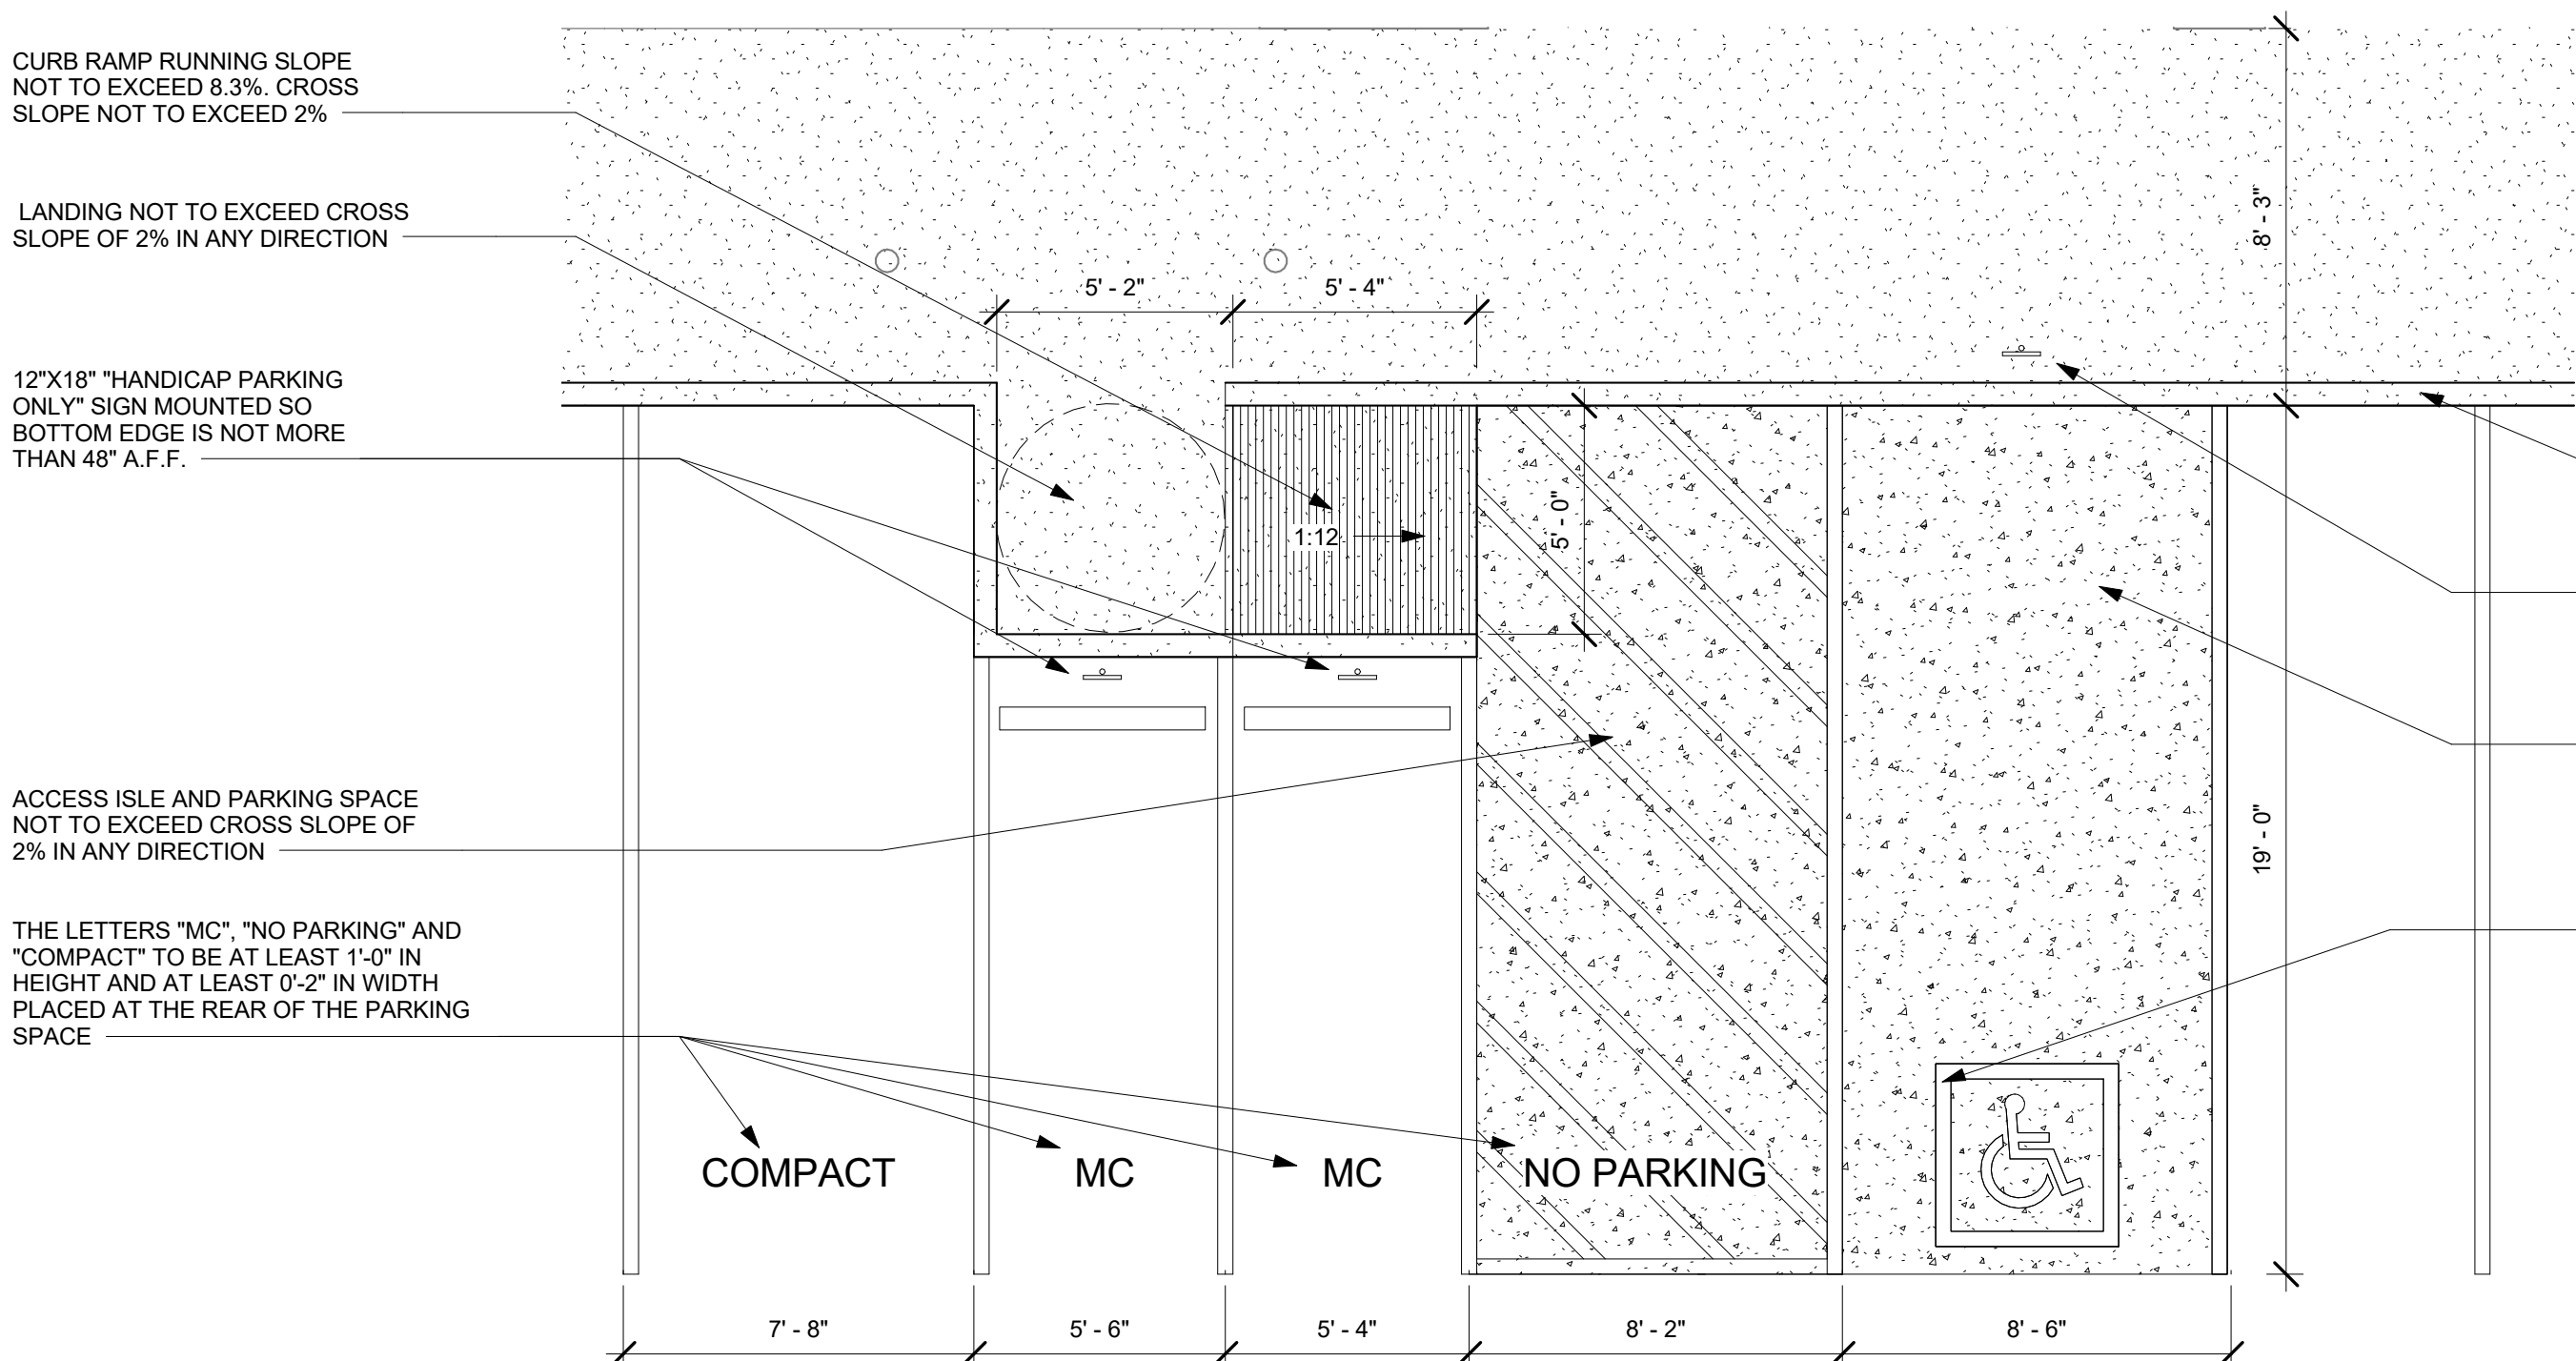 CURB RAMP RUNNING SLOPE
NOT TO EXCEED 8.3%. CROSS
SLOPE NOT TO EXCEED 2%
LANDING NOT TO EXCEED CROSS
SLOPE OF 2% IN ANY DIRECTION
12"X18" "HANDICAP PARKING
ONLY" SIGN MOUNTED SO
BOTTOM EDGE IS NOT MORE
THAN 48" A.F.F.
ACCESS ISLE AND PARKING SPACE
NOT TO EXCEED CROSS SLOPE OF
2% IN ANY DIRECTION
THE LETTERS "MC", "NO PARKING" AND
"COMPACT" TO BE AT LEAST 1'-0" IN
HEIGHT AND AT LEAST 0'-2" IN WIDTH
PLACED AT THE REAR OF THE PARKING
SPACE
8' - 3"
5' - 2"
5' - 4"
5' - 0"
1:12
19' - 0"
COMPACT
MC
MC
NO PARKING
7' - 8"
5' - 6"
5' - 4"
8' - 2"
8' - 6"